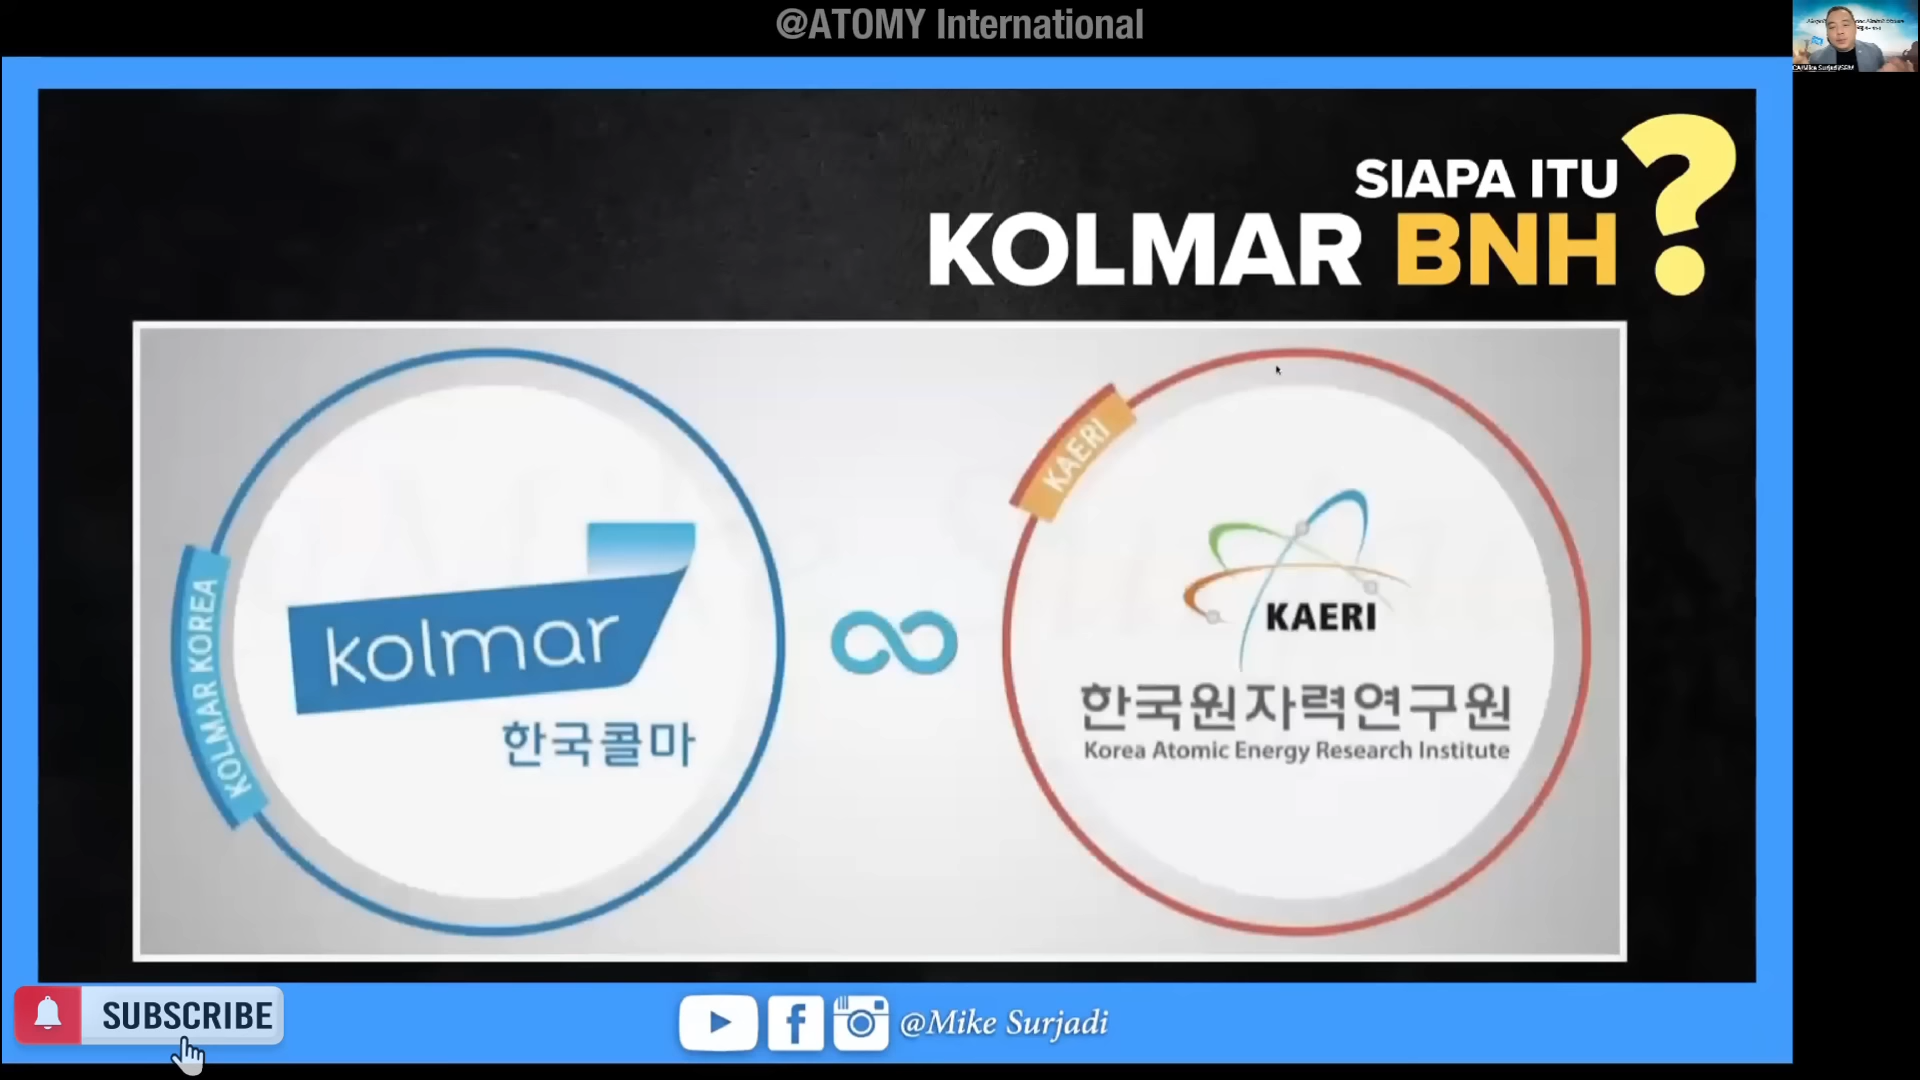 @ATOMY International
SIAPA ITU
KOLMAR BNH?
KOLMAR KOREA
kolmar
한국콜마
KAERI
KAERI
한국원자력연구원
Korea Atomic Energy Research Institute
SUBSCRIBE
@Mike Surjadi